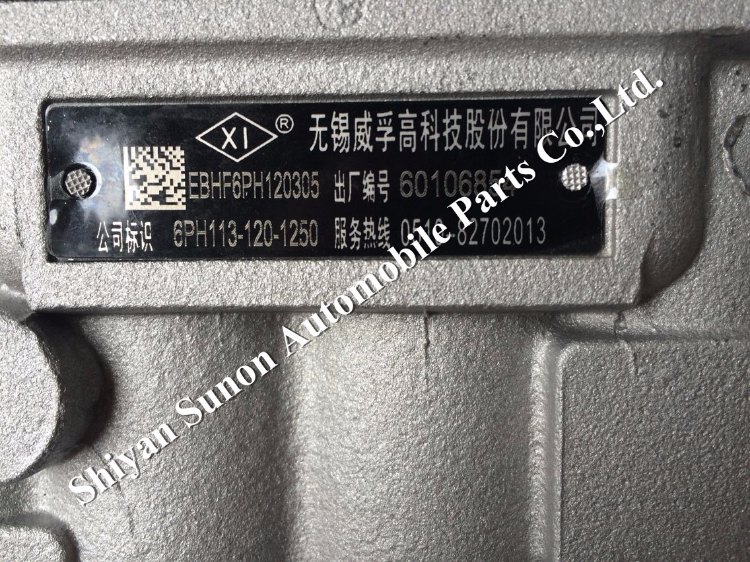 XI ® 无锡威孚高科技股份有限公司
EBHF6PH120305 出厂编号
公司标识 6PH113-120-1250 服务热线 0510-82702013
Shiyan Sunon Automobile Parts Co.,Ltd.